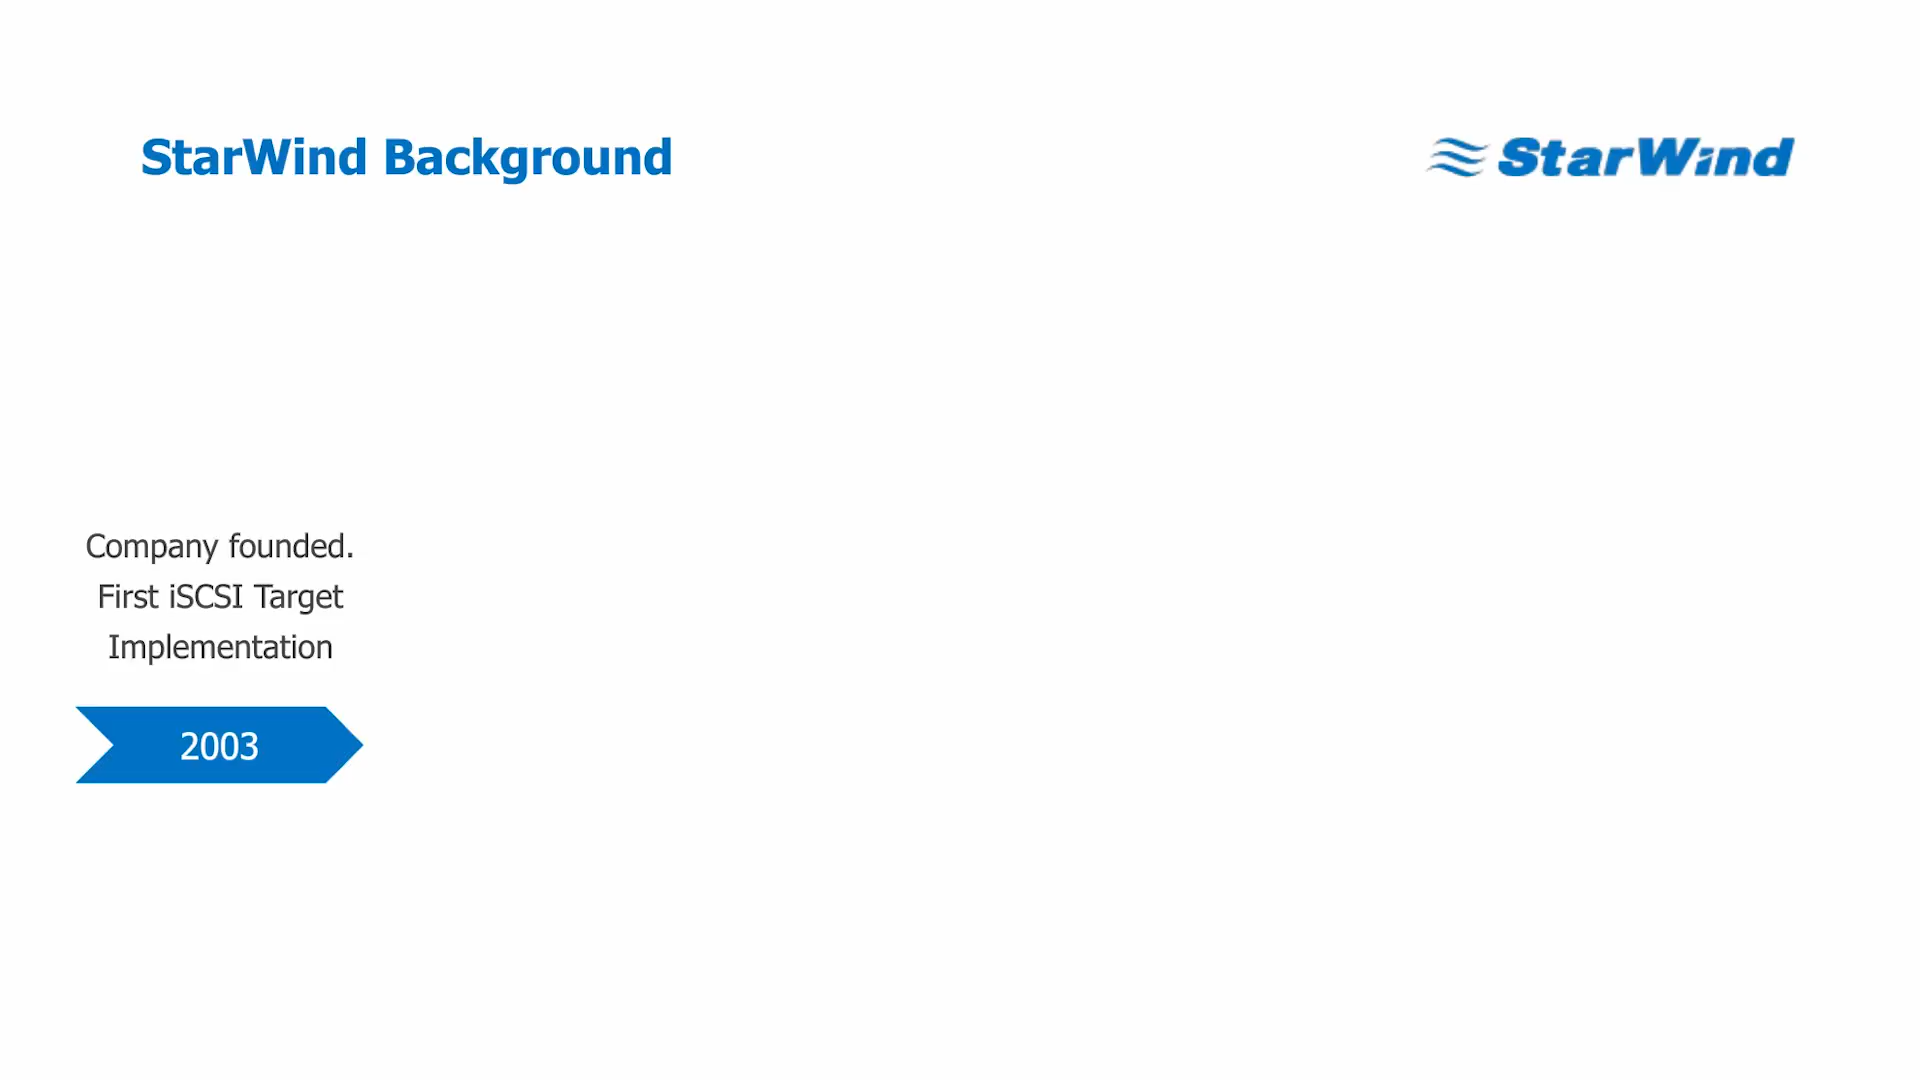 StarWind Background
StarWind
Company founded.
First iSCSI Target
Implementation
2003